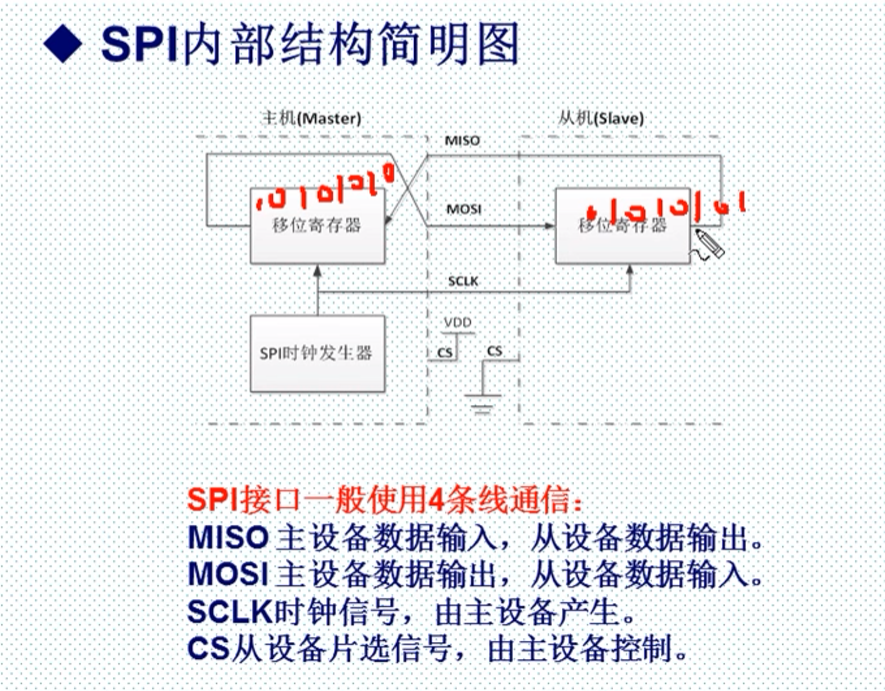 ◆ SPI内部结构简明图
主机(Master)
从机(Slave)
MISO
MOSI
移位寄存器
移位寄存器
SCLK
VDD
SPI时钟发生器
CS
CS
SPI接口一般使用4条线通信：
MISO 主设备数据输入，从设备数据输出。
MOSI 主设备数据输出，从设备数据输入。
SCLK时钟信号，由主设备产生。
CS从设备片选信号，由主设备控制。